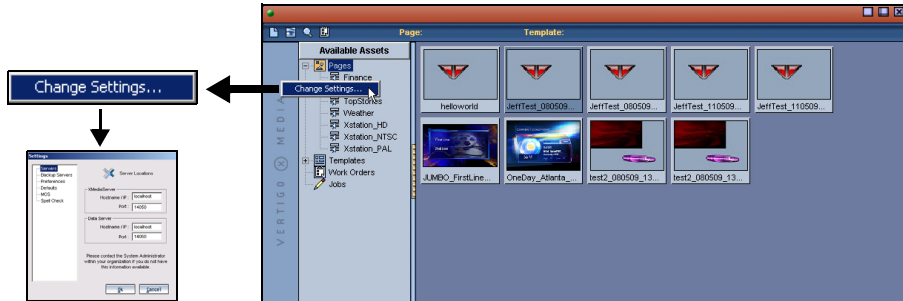 Page:
Template:
Available Assets
Pages
Finance
Change Settings...
TopStories
Weather
Xstation_HD
Xstation_NTSC
Xstation_PAL
Templates
Work Orders
Jobs
VERTIGO
MEDIA
helloworld
JeffTest_080509...
JeffTest_080509...
JeffTest_110509...
JeffTest_110509...
JUMBO_FirstLine...
OneDay_Atlanta_...
test2_080509_13...
test2_080509_13...
Change Settings...
Settings
Servers
Backup Servers
Preferences
Defaults
MOS
Spell Check
Server Locations
XMediaServer
Hostname / IP:
localhost
Port:
14050
Data Server
Hostname / IP:
localhost
Port:
14050
Please contact the System Administrator
within your organization if you do not have
this information available.
Ok
Cancel